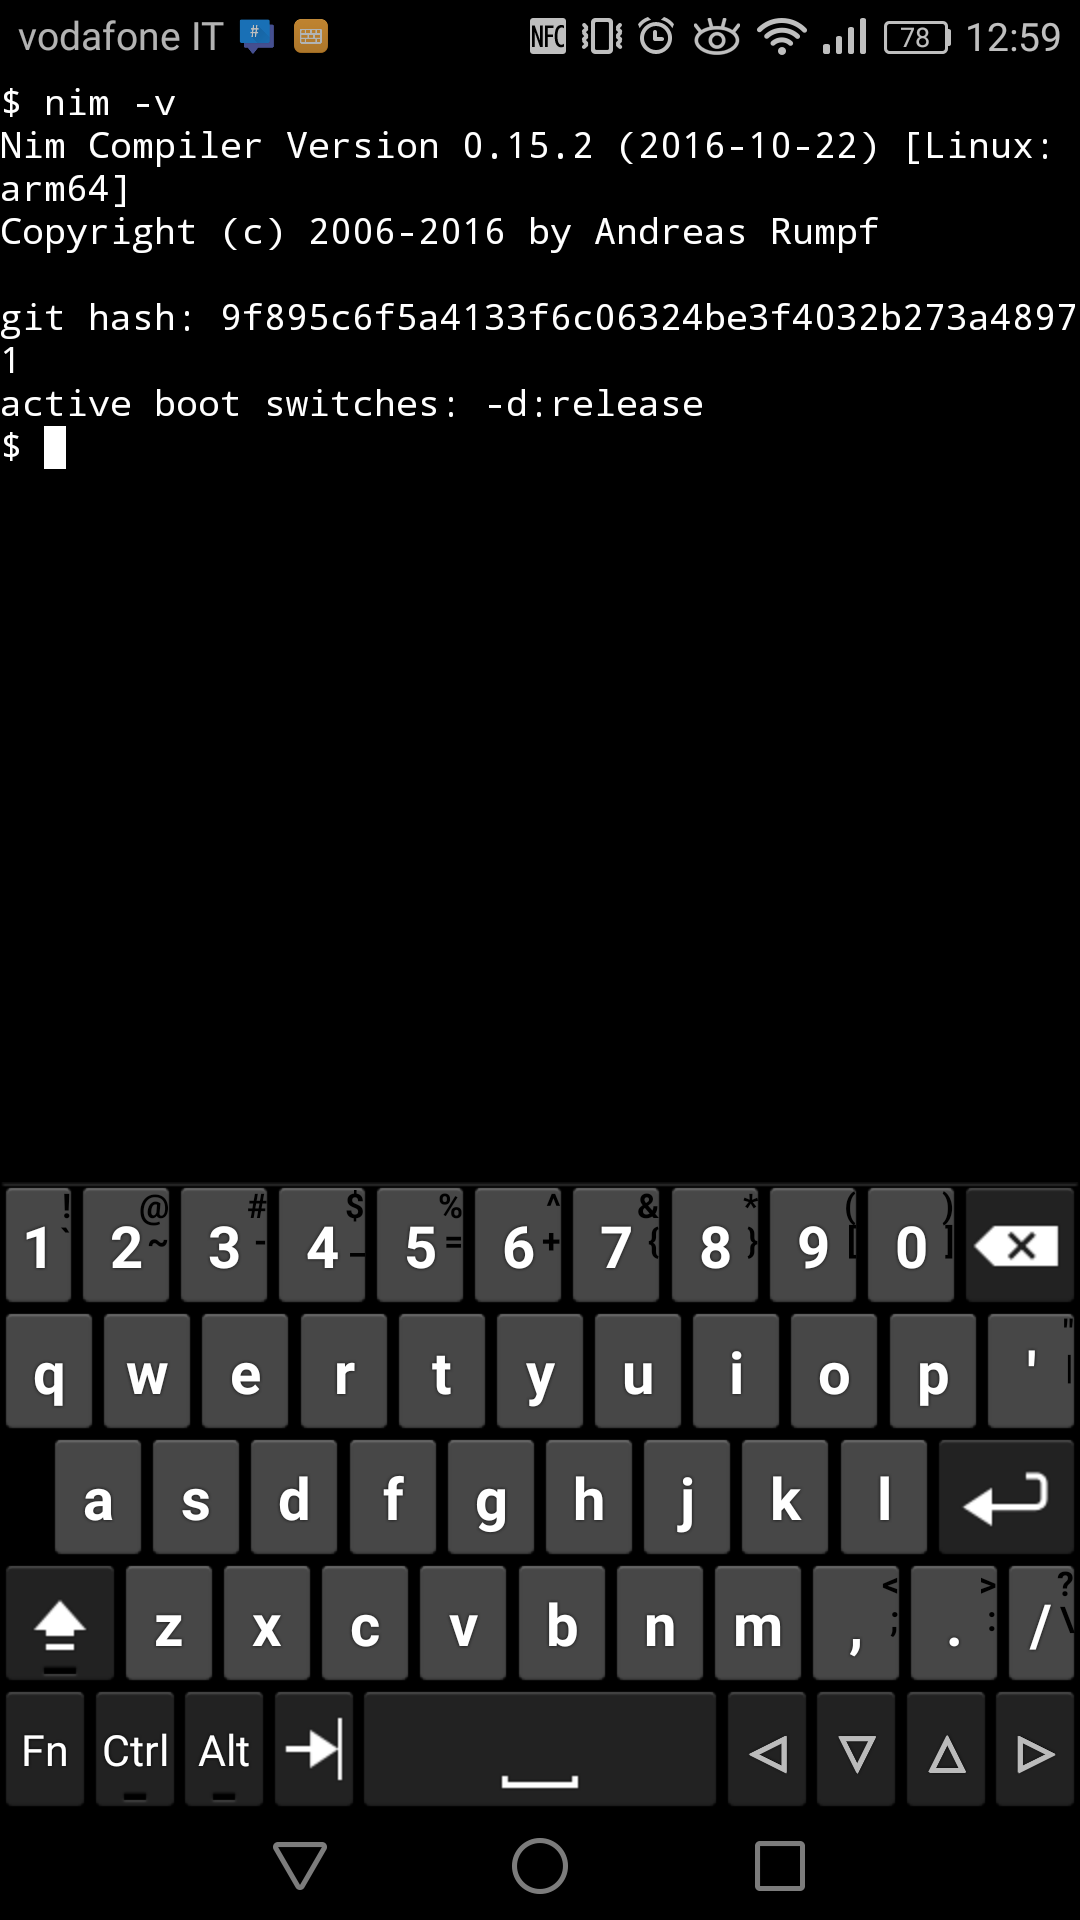 vodafone IT # NFC 78 12:59
$ nim -v
Nim Compiler Version 0.15.2 (2016-10-22) [Linux:
arm64]
Copyright (c) 2006-2016 by Andreas Rumpf
git hash: 9f895c6f5a4133f6c06324be3f4032b273a4897
1
active boot switches: -d:release
$
1 ! ` 2 @ ~ 3 # - 4 $ _ 5 % = 6 ^ + 7 & { 8 * } 9 ( [ 0 ) ]
q w e r t y u i o p ' " |
a s d f g h j k l
z x c v b n m , < ; . > : / ? \
Fn Ctrl Alt